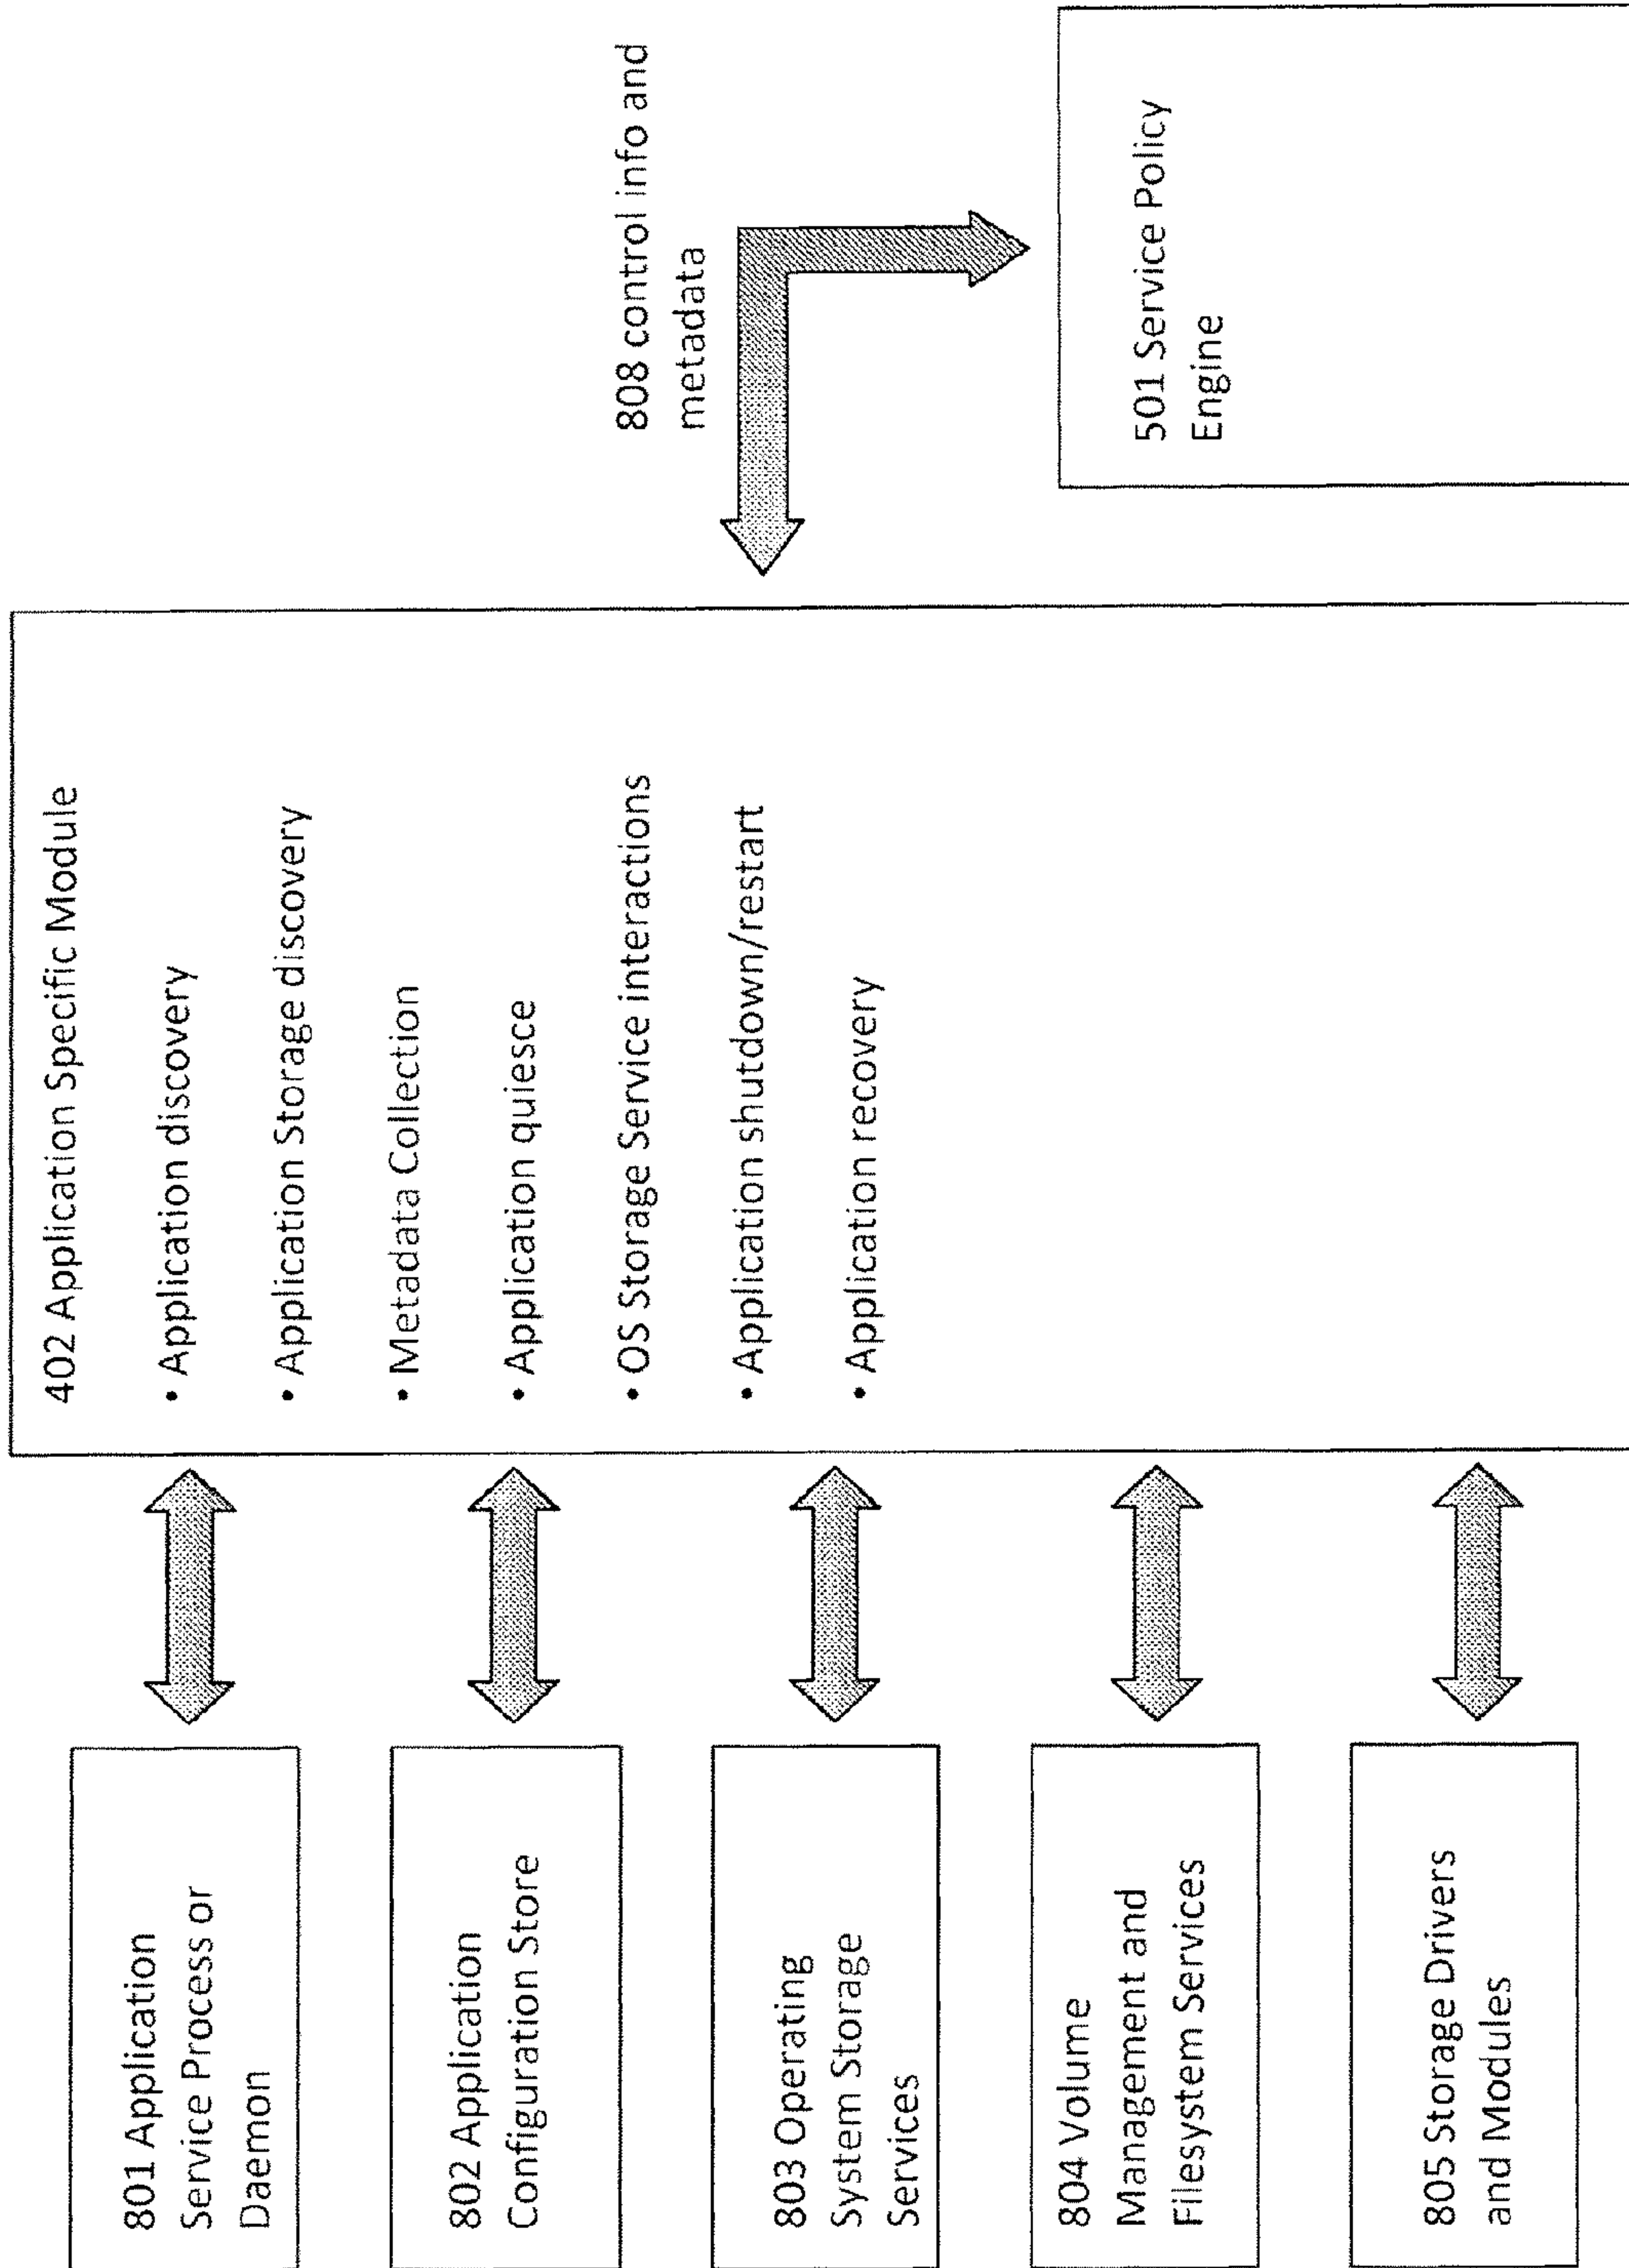 801 Application
Service Process or
Daemon
802 Application
Configuration Store
803 Operating
System Storage
Services
804 Volume
Management and
Filesystem Services
805 Storage Drivers
and Modules
402 Application Specific Module
• Application discovery
• Application Storage discovery
• Metadata Collection
• Application quiesce
• OS Storage Service interactions
• Application shutdown/restart
• Application recovery
808 control info and
metadata
501 Service Policy
Engine